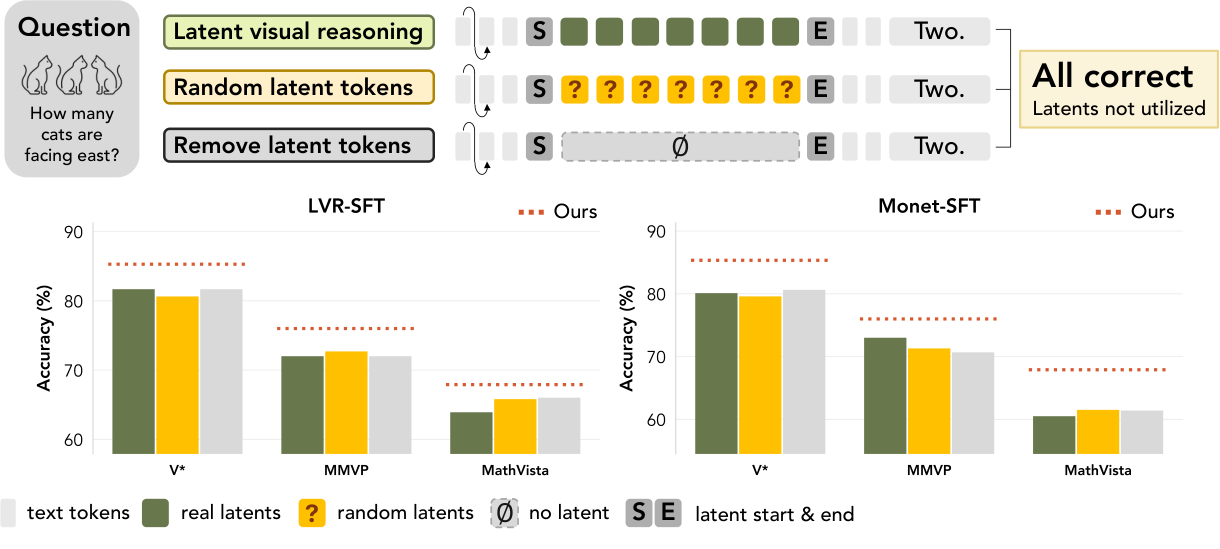 Question
How many
cats are
facing east?
Latent visual reasoning
S
E
Two.
Random latent tokens
S
? ? ? ? ? ? ?
E
Two.
Remove latent tokens
S
Ø
E
Two.
All correct
Latents not utilized
LVR-SFT
Ours
Accuracy (%)
90
80
70
60
V*
MMVP
MathVista
Monet-SFT
Ours
Accuracy (%)
90
80
70
60
V*
MMVP
MathVista
text tokens
real latents
? random latents
Ø no latent
S E latent start & end